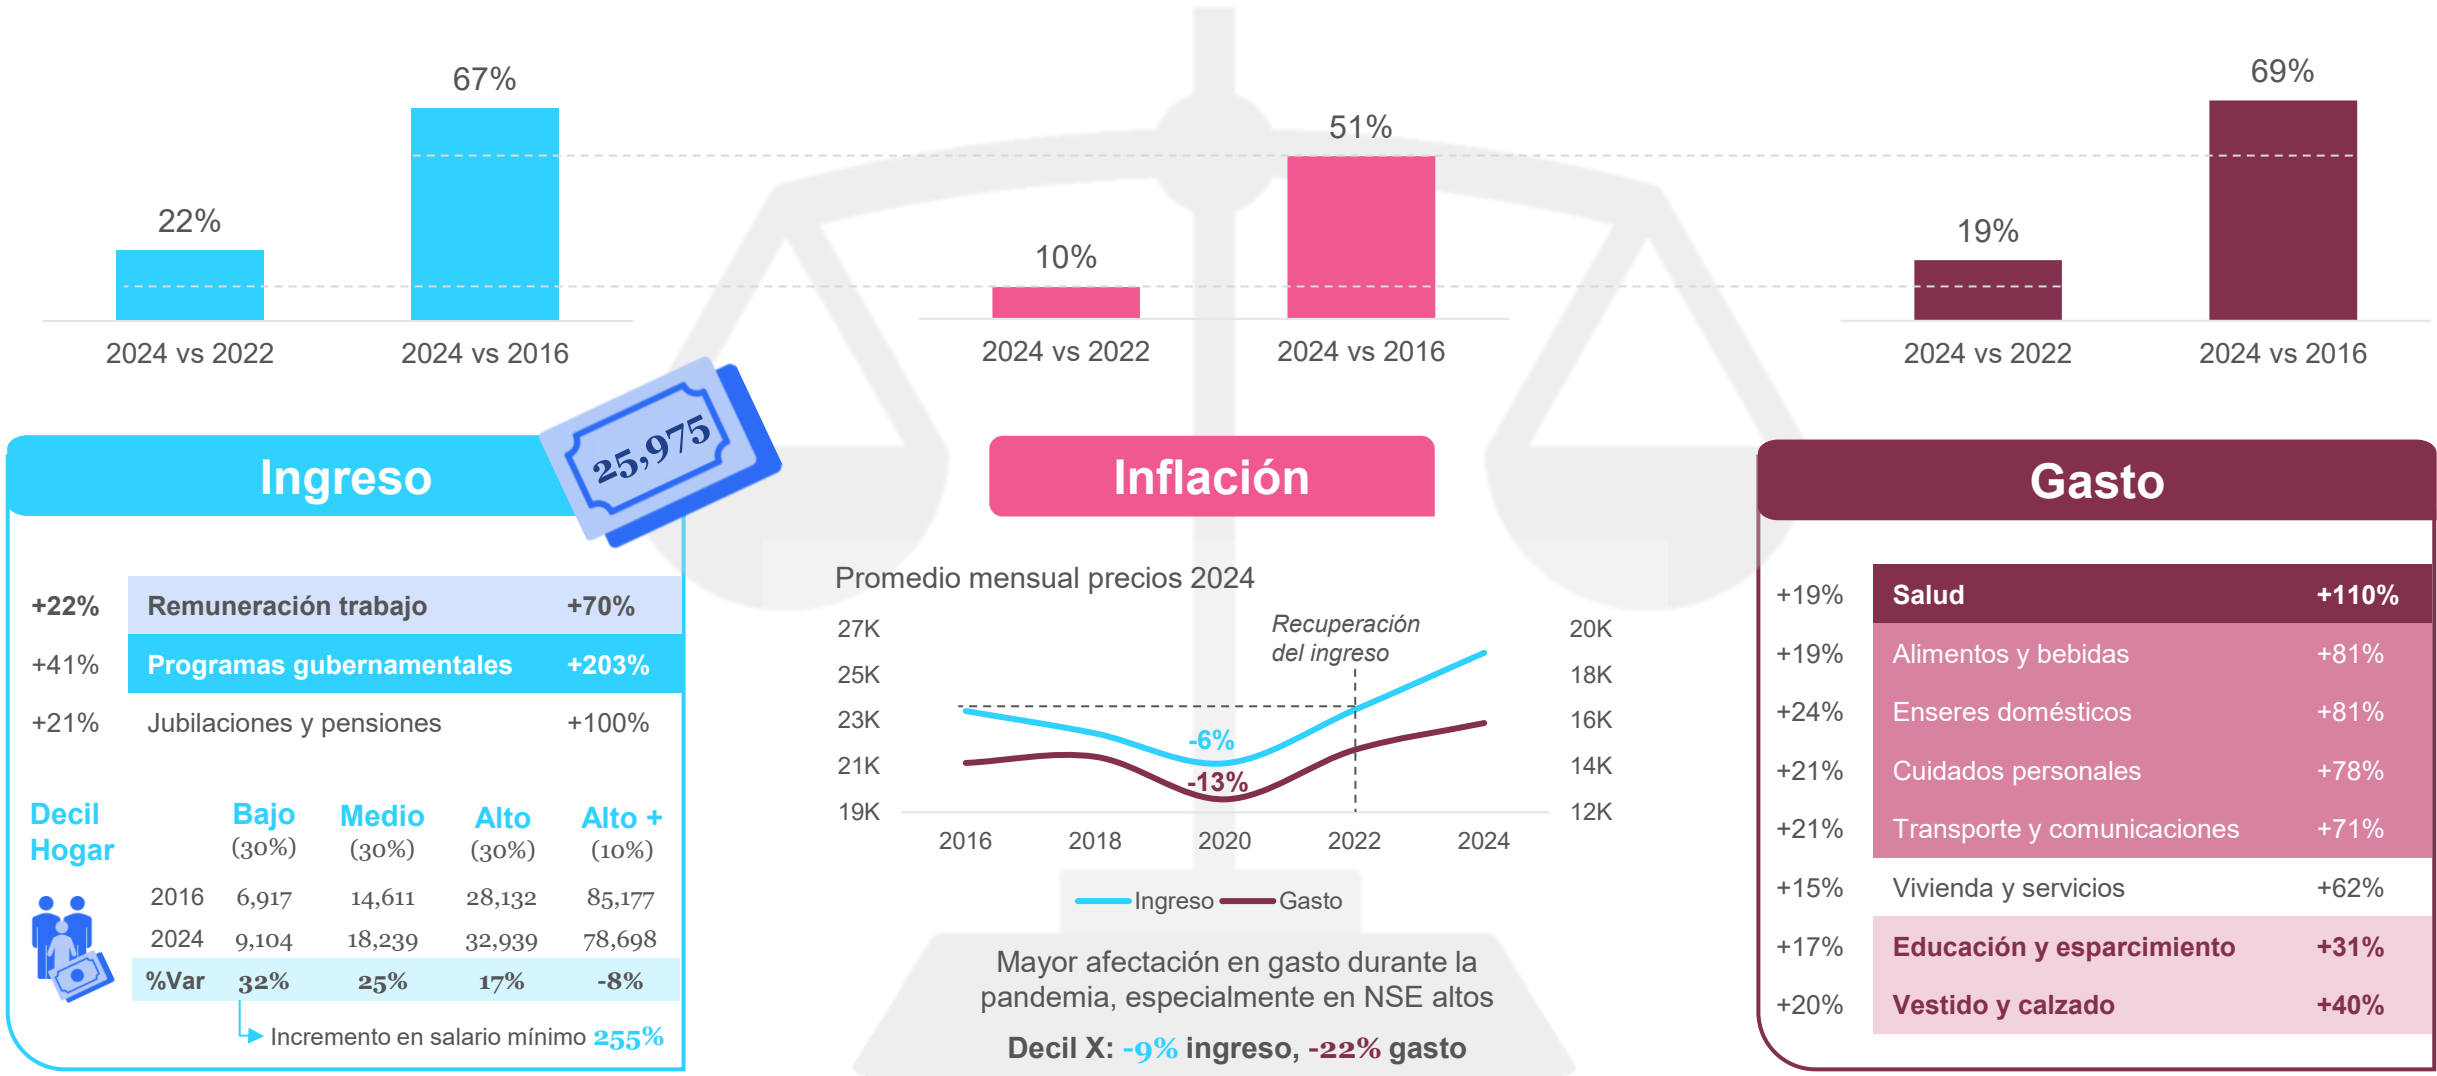 67%
22%
2024 vs 2022
2024 vs 2016
51%
10%
2024 vs 2022
2024 vs 2016
69%
19%
2024 vs 2022
2024 vs 2016
Ingreso
25,975
+22% Remuneración trabajo +70%
+41% Programas gubernamentales +203%
+21% Jubilaciones y pensiones +100%
Decil Hogar
Bajo Medio Alto Alto +
(30%) (30%) (30%) (10%)
2016 6,917 14,611 28,132 85,177
2024 9,104 18,239 32,939 78,698
%Var 32% 25% 17% -8%
Incremento en salario mínimo 255%
Inflación
Promedio mensual precios 2024
Recuperación
del ingreso
27K
25K
23K
21K
19K
20K
18K
16K
14K
12K
-6%
-13%
2016 2018 2020 2022 2024
Ingreso Gasto
Mayor afectación en gasto durante la
pandemia, especialmente en NSE altos
Decil X: -9% ingreso, -22% gasto
Gasto
+19% Salud +110%
+19% Alimentos y bebidas +81%
+24% Enseres domésticos +81%
+21% Cuidados personales +78%
+21% Transporte y comunicaciones +71%
+15% Vivienda y servicios +62%
+17% Educación y esparcimiento +31%
+20% Vestido y calzado +40%